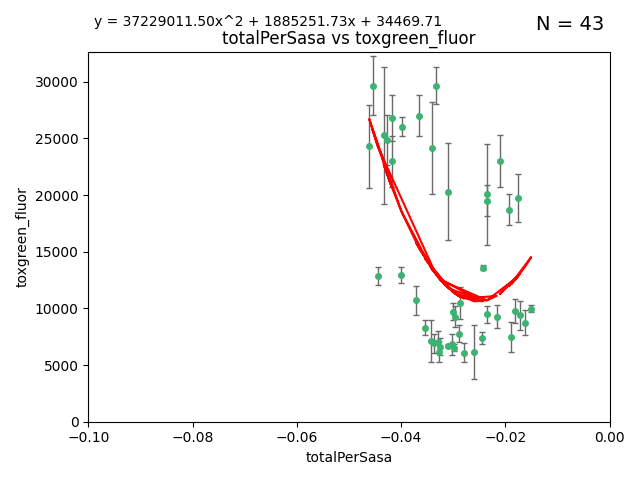 y = 37229011.50x^2 + 1885251.73x + 34469.71
N = 43
totalPerSasa vs toxgreen_fluor
30000
25000
20000
15000
10000
5000
0
toxgreen_fluor
−0.10 −0.08 −0.06 −0.04 −0.02 0.00
totalPerSasa